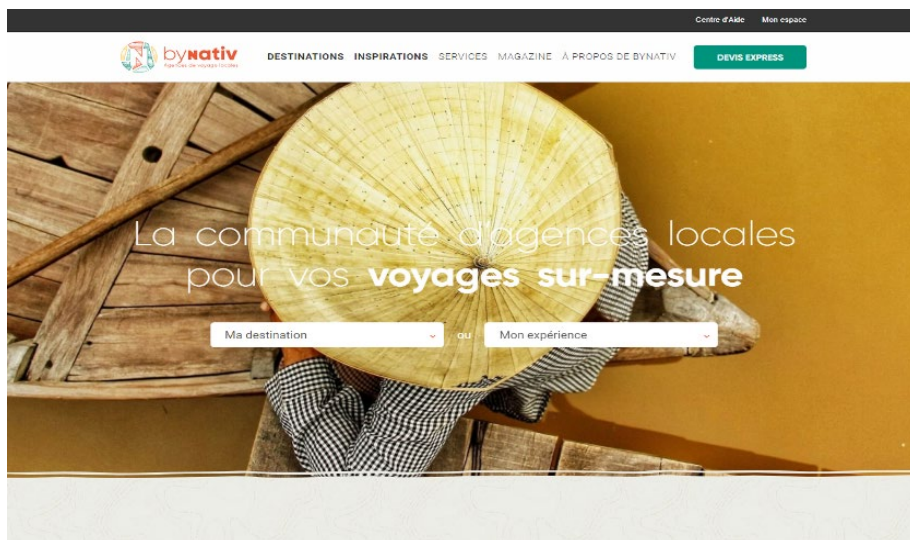 Centre d'Aide Mon espace
byNativ
Agences de voyages locales
DESTINATIONS INSPIRATIONS SERVICES MAGAZINE À PROPOS DE BYNATIV DEVIS EXPRESS
La communauté d'agences locales
pour vos voyages sur-mesure
Ma destination ou Mon expérience